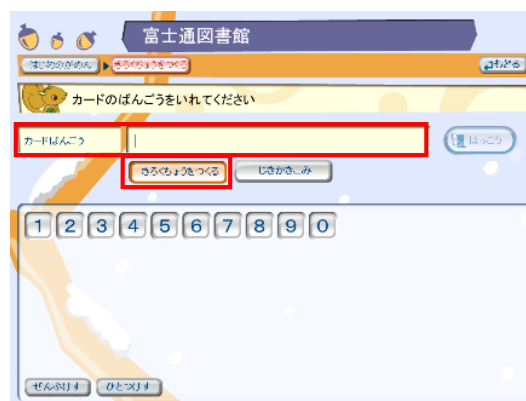 富士通図書館
はじめのがめん ▶ きろくちょうをつくる
もどる
カードのばんごうをいれてください
カードばんごう
はっこう
きろくちょうをつくる じきかきこみ
1 2 3 4 5 6 7 8 9 0
ぜんぶけす ひとつけす